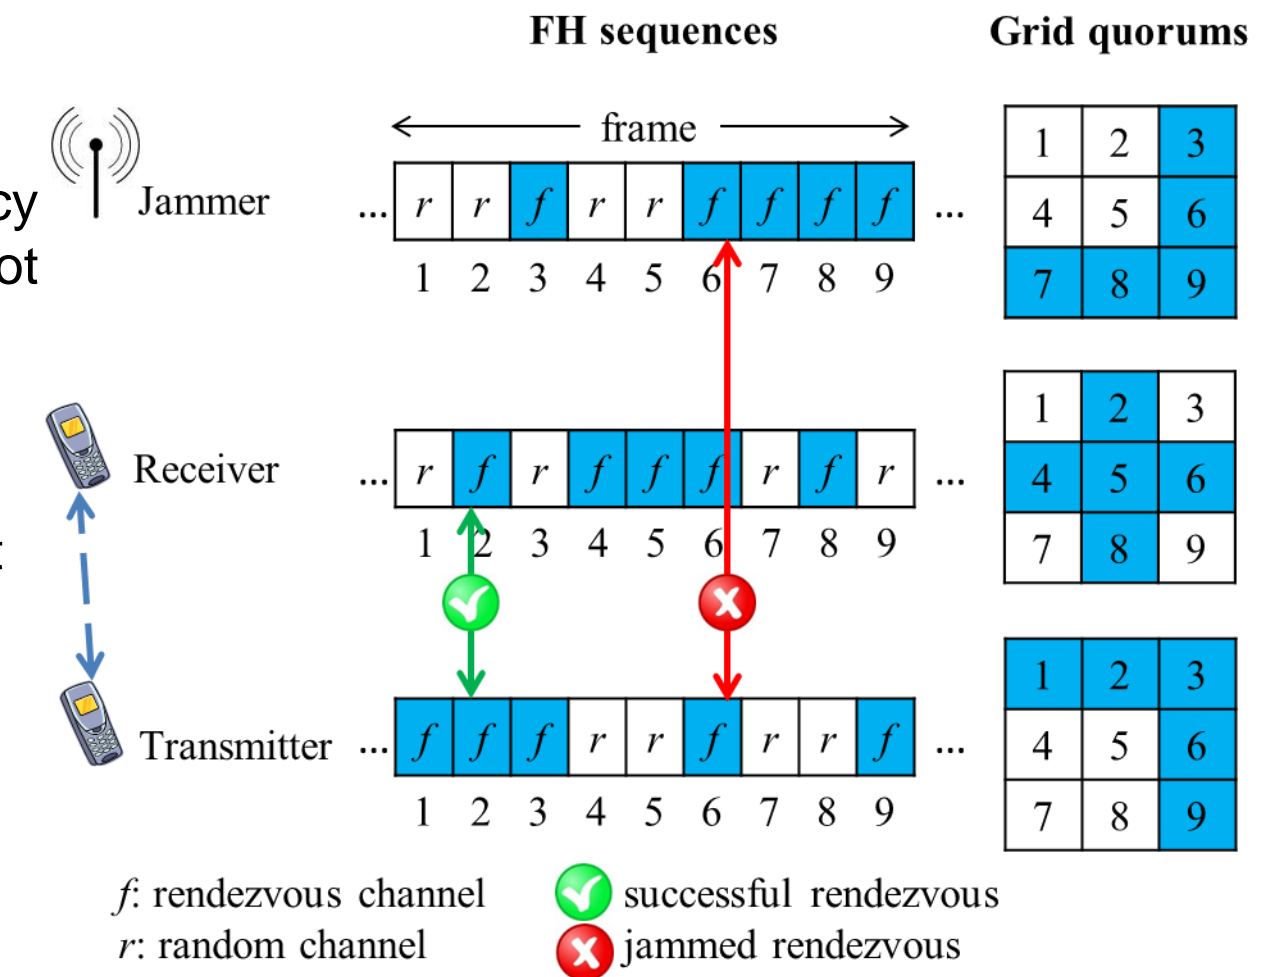 FH sequences Grid quorums
frame
cy
Jammer ... r r f r r f f f f ...
ot
1 2 3 4 5 6 7 8 9
1 2 3
4 5 6
7 8 9
Receiver ... r f r f f f r f r ...
1 2 3 4 5 6 7 8 9
t
1 2 3
4 5 6
7 8 9
Transmitter ... f f f r r f r r f ...
1 2 3 4 5 6 7 8 9
1 2 3
4 5 6
7 8 9
f: rendezvous channel successful rendezvous
r: random channel jammed rendezvous